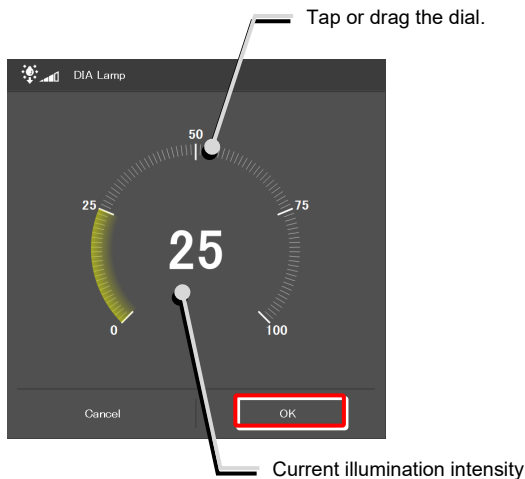 Tap or drag the dial.
DIA Lamp
50
25
75
25
0
100
Cancel
OK
Current illumination intensity